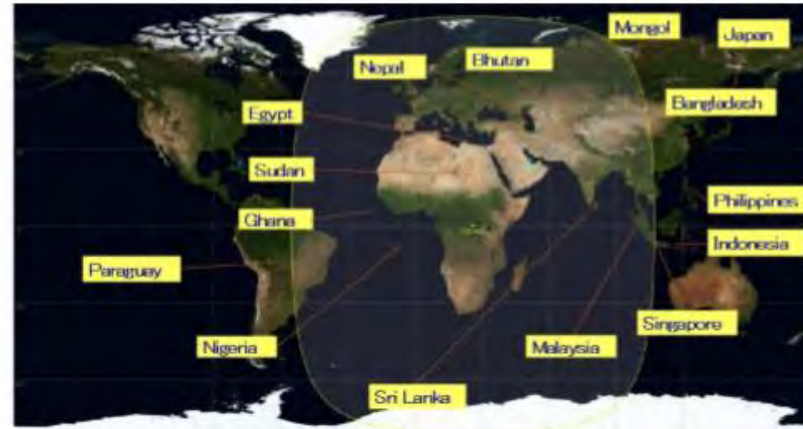 Mongol
Japan
Nepal
Bhutan
Bangladesh
Egypt
Sudan
Philippines
Ghana
Indonesia
Paraguay
Singapore
Nigeria
Malaysia
Sri Lanka